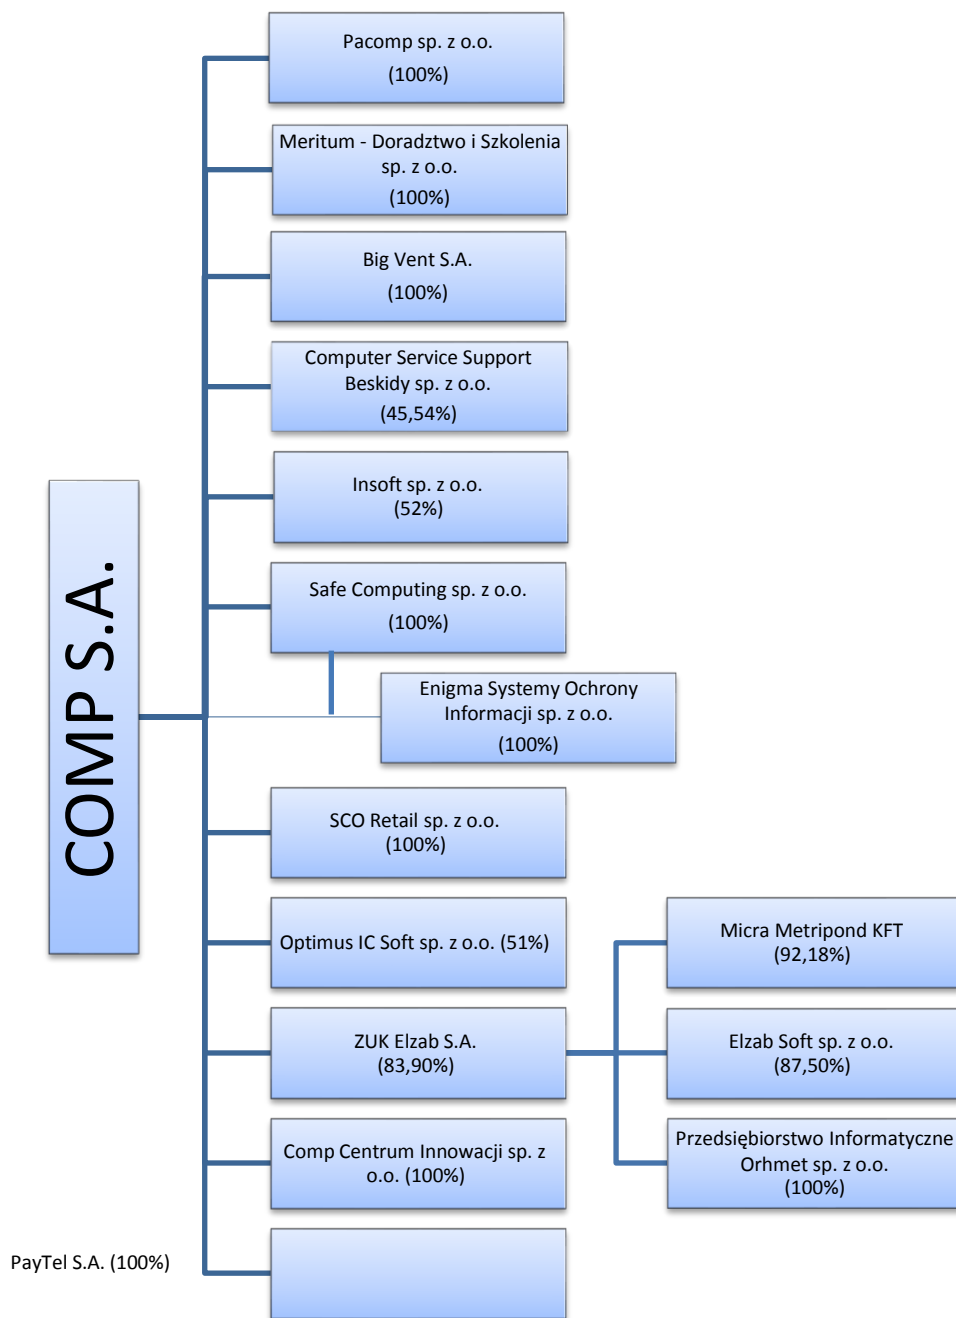 Pacomp sp. z o.o.
(100%)
Meritum - Doradztwo i Szkolenia
sp. z o.o.
(100%)
Big Vent S.A.
(100%)
Computer Service Support
Beskidy sp. z o.o.
(45,54%)
Insoft sp. z o.o.
(52%)
Safe Computing sp. z o.o.
(100%)
COMP S.A.
Enigma Systemy Ochrony
Informacji sp. z o.o.
(100%)
SCO Retail sp. z o.o.
(100%)
Optimus IC Soft sp. z o.o. (51%)
ZUK Elzab S.A.
(83,90%)
Micra Metripond KFT
(92,18%)
Elzab Soft sp. z o.o.
(87,50%)
Przedsiębiorstwo Informatyczne
Orhmet sp. z o.o.
(100%)
Comp Centrum Innowacji sp. z
o.o. (100%)
PayTel S.A. (100%)